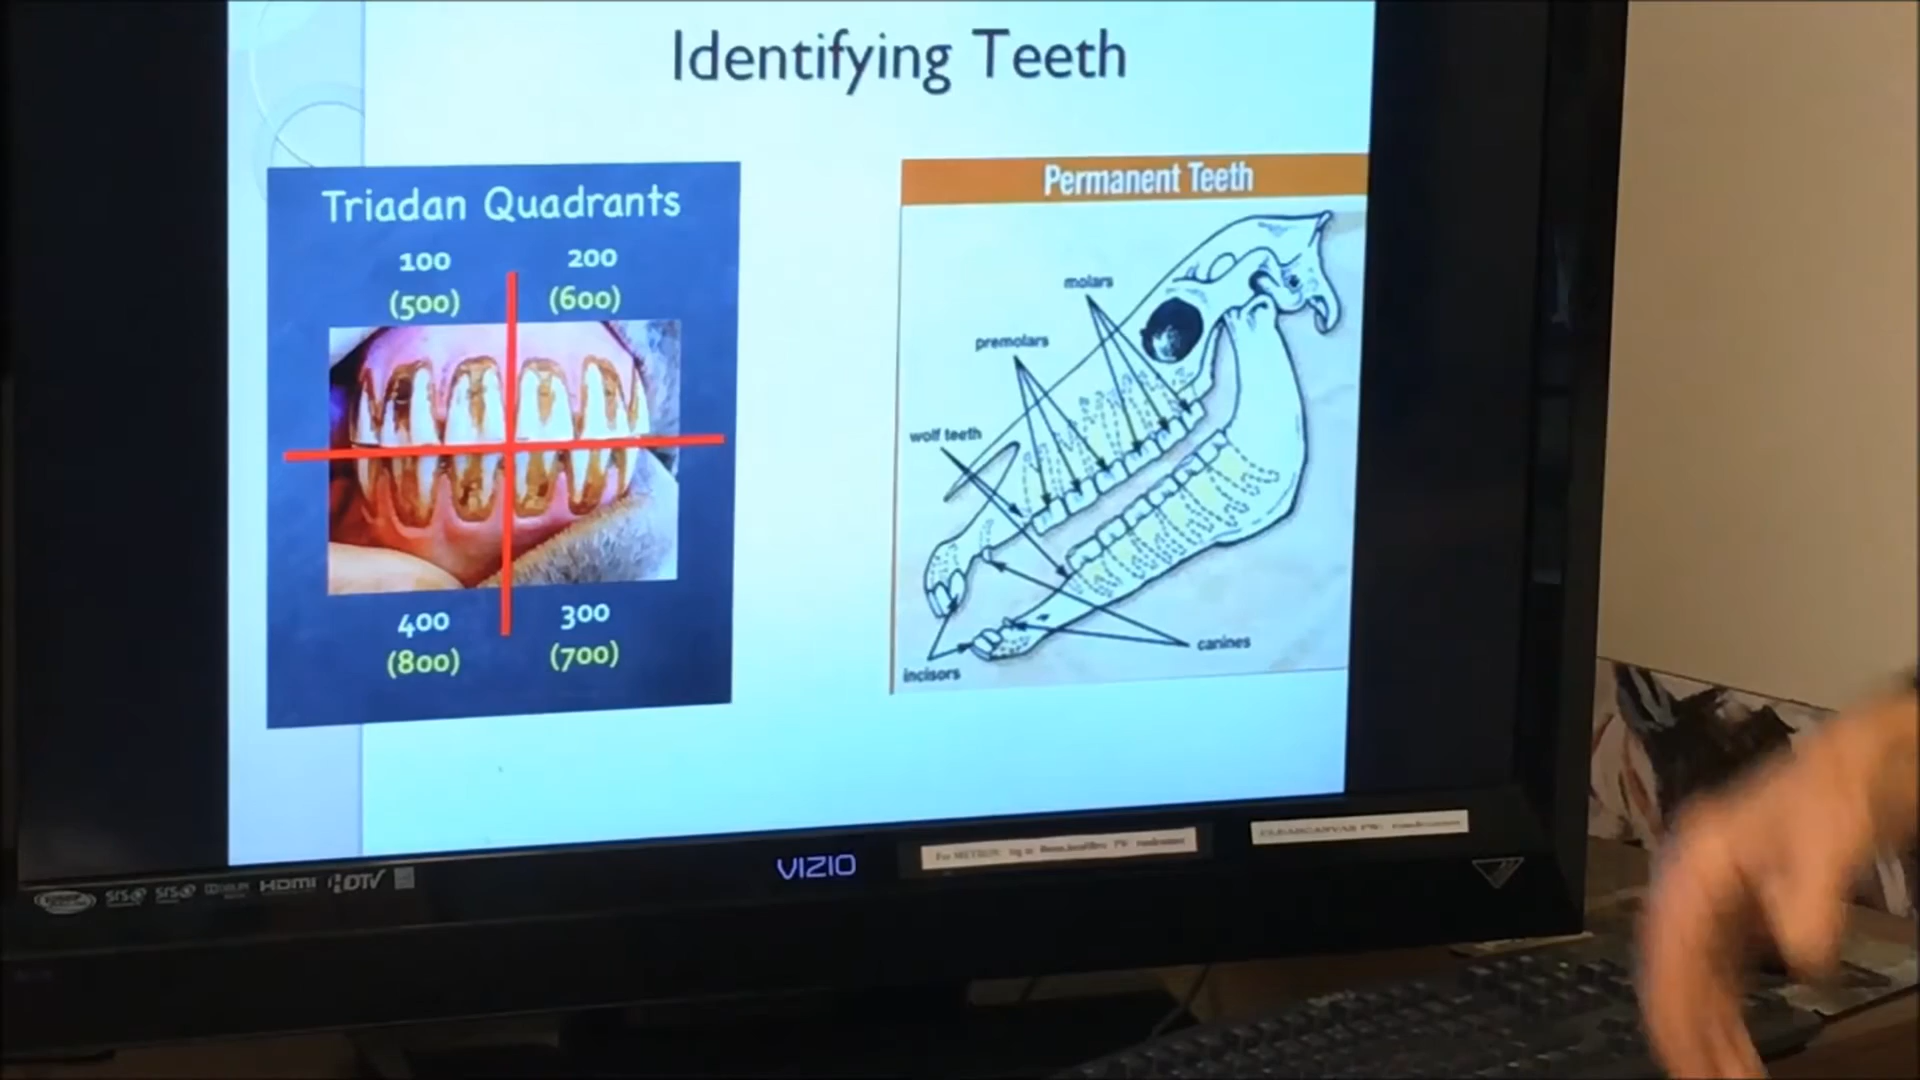 Identifying Teeth
Triadan Quadrants
100 200
(500) (600)
400 300
(800) (700)
Permanent Teeth
molars
premolars
wolf teeth
canines
incisors
VIZIO
HDMI HDTV